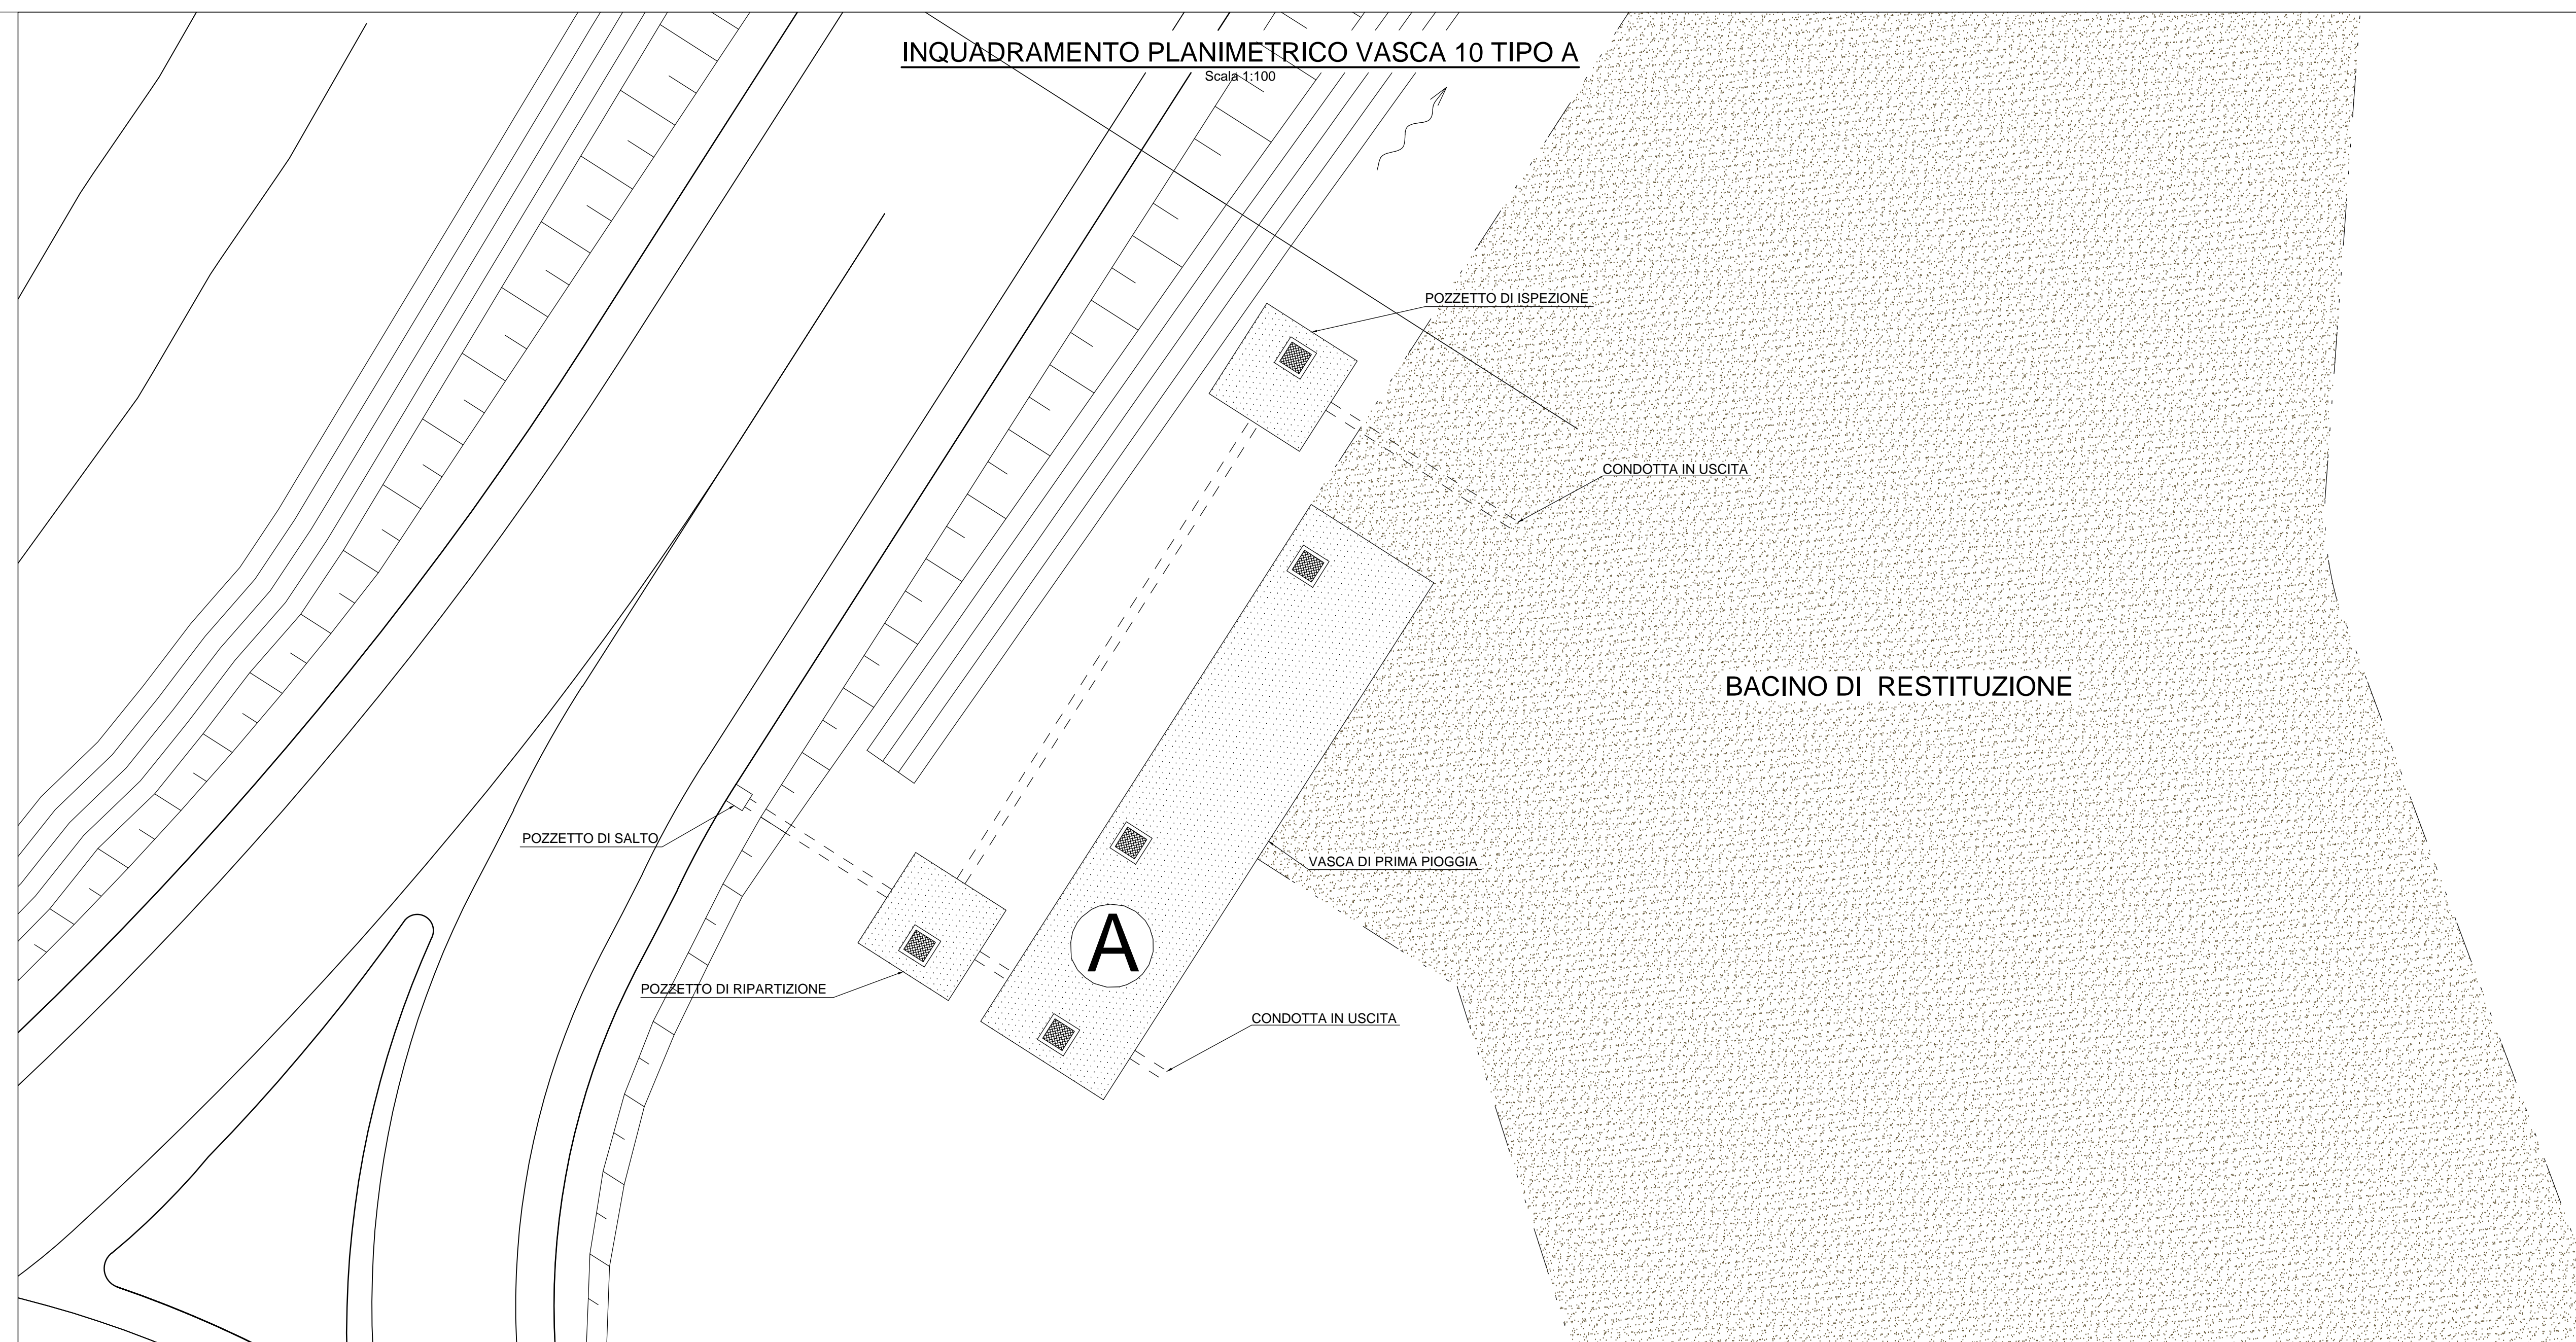 INQUADRAMENTO PLANIMETRICO VASCA 10 TIPO A
Scala 1:100
POZZETTO DI ISPEZIONE
CONDOTTA IN USCITA
BACINO DI RESTITUZIONE
POZZETTO DI SALTO
VASCA DI PRIMA PIOGGIA
A
POZZETTO DI RIPARTIZIONE
CONDOTTA IN USCITA